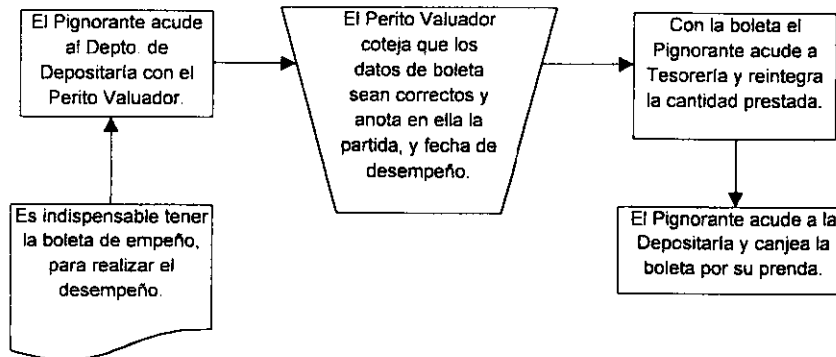 El Pignorante acude
al Depto. de
Depositaría con el
Perito Valuador.
El Perito Valuador
coteja que los
datos de boleta
sean correctos y
anota en ella la
partida, y fecha de
desempeño.
Con la boleta el
Pignorante acude a
Tesorería y reintegra
la cantidad prestada.
Es indispensable tener
la boleta de empeño,
para realizar el
desempeño.
El Pignorante acude a la
Depositaría y canjea la
boleta por su prenda.